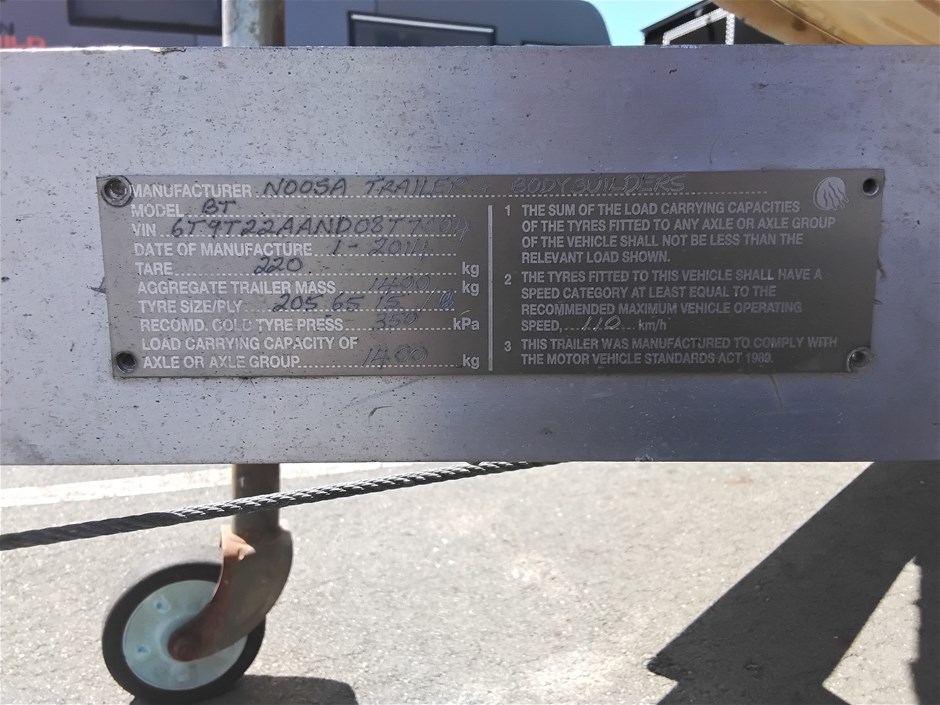 MANUFACTURER NOOSA TRAILER & BODYBUILDERS
MODEL BT
VIN
DATE OF MANUFACTURE 1-2014
TARE 220 kg
AGGREGATE TRAILER MASS 1400 kg
TYRE SIZE/PLY 205 65 15
RECOMD. COLD TYRE PRESS. 350 kPa
LOAD CARRYING CAPACITY OF
AXLE OR AXLE GROUP 1400 kg
1 THE SUM OF THE LOAD CARRYING CAPACITIES
OF THE TYRES FITTED TO ANY AXLE OR AXLE GROUP
OF THE VEHICLE SHALL NOT BE LESS THAN THE
RELEVANT LOAD SHOWN.
2 THE TYRES FITTED TO THIS VEHICLE SHALL HAVE A
SPEED CATEGORY AT LEAST EQUAL TO THE
RECOMMENDED MAXIMUM VEHICLE OPERATING
SPEED, 110 km/h
3 THIS TRAILER WAS MANUFACTURED TO COMPLY WITH
THE MOTOR VEHICLE STANDARDS ACT 1989.